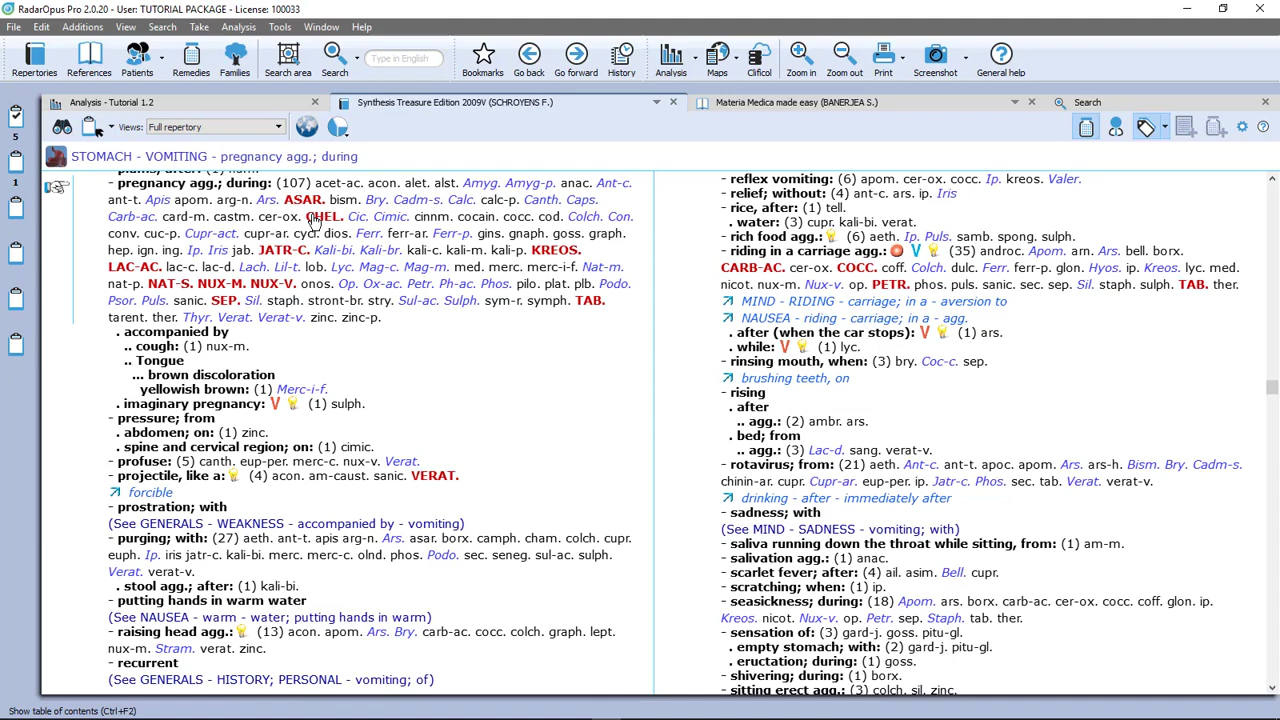 RadarOpus Pro 2.0.20 - User: TUTORIAL PACKAGE - License: 100033
File Edit Additions View Search Take Analysis Tools Window Help
Type in English
Repertories References Patients Remedies Families Search area Search Bookmarks Go back Go forward History Analysis Maps Clificol Zoom in Zoom out Print Screenshot General help
Analysis - Tutorial 1.2
Synthesis Treasure Edition 2009V (SCHROYENS F.)
Materia Medica made easy (BANERJEA S.)
Search
5
1
Views: Full repertory
STOMACH - VOMITING - pregnancy agg.; during
- pregnancy agg.; during: (107) acet-ac. acon. alet. alst. Amyg. Amyg-p. anac. Ant-c.
ant-t. Apis apom. arg-n. Ars. ASAR. bism. Bry. Cadm-s. Calc. calc-p. Canth. Caps.
Carb-ac. card-m. castm. cer-ox. CHEL. Cic. Cimic. cinnm. cocain. cocc. cod. Colch. Con.
conv. cuc-p. Cupr-act. cupr-ar. cycl. dios. Ferr. ferr-ar. Ferr-p. gins. gnaph. goss. graph.
hep. ign. ing. Ip. Iris jab. JATR-C. Kali-bi. Kali-br. kali-c. kali-m. kali-p. KREOS.
LAC-AC. lac-c. lac-d. Lach. Lil-t. lob. Lyc. Mag-c. Mag-m. med. merc. merc-i-f. Nat-m.
nat-p. NAT-S. NUX-M. NUX-V. onos. Op. Ox-ac. Petr. Ph-ac. Phos. pilo. plat. plb. Podo.
Psor. Puls. sanic. SEP. Sil. staph. stront-br. stry. Sul-ac. Sulph. sym-r. symph. TAB.
tarent. ther. Thyr. Verat. Verat-v. zinc. zinc-p.
. accompanied by
.. cough: (1) nux-m.
.. Tongue
... brown discoloration
yellowish brown: (1) Merc-i-f.
. imaginary pregnancy: V (1) sulph.
- pressure; from
. abdomen; on: (1) zinc.
. spine and cervical region; on: (1) cimic.
- profuse: (5) canth. eup-per. merc-c. nux-v. Verat.
- projectile, like a: (4) acon. am-caust. sanic. VERAT.
forcible
- prostration; with
(See GENERALS - WEAKNESS - accompanied by - vomiting)
- purging; with: (27) aeth. ant-t. apis arg-n. Ars. asar. borx. camph. cham. colch. cupr.
euph. Ip. iris jatr-c. kali-bi. merc. merc-c. olnd. phos. Podo. sec. seneg. sul-ac. sulph.
Verat. verat-v.
. stool agg.; after: (1) kali-bi.
- putting hands in warm water
(See NAUSEA - warm - water; putting hands in warm)
- raising head agg.: (13) acon. apom. Ars. Bry. carb-ac. cocc. colch. graph. lept.
nux-m. Stram. verat. zinc.
- recurrent
(See GENERALS - HISTORY; PERSONAL - vomiting; of)
- reflex vomiting: (6) apom. cer-ox. cocc. Ip. kreos. Valer.
- relief; without: (4) ant-c. ars. ip. Iris
- rice, after: (1) tell.
. water: (3) cupr. kali-bi. verat.
- rich food agg.: (6) aeth. Ip. Puls. samb. spong. sulph.
- riding in a carriage agg.: V (35) androc. Apom. arn. Ars. bell. borx.
CARB-AC. cer-ox. COCC. coff. Colch. dulc. Ferr. ferr-p. glon. Hyos. ip. Kreos. lyc. med.
nicot. nux-m. Nux-v. op. PETR. phos. puls. sanic. sec. sep. Sil. staph. sulph. TAB. ther.
MIND - RIDING - carriage; in a - aversion to
NAUSEA - riding - carriage; in a - agg.
. after (when the car stops): V (1) ars.
. while: V (1) lyc.
- rinsing mouth, when: (3) bry. Coc-c. sep.
brushing teeth, on
- rising
. after
.. agg.: (2) ambr. ars.
. bed; from
.. agg.: (3) Lac-d. sang. verat-v.
- rotavirus; from: (21) aeth. Ant-c. ant-t. apoc. apom. Ars. ars-h. Bism. Bry. Cadm-s.
chinin-ar. cupr. Cupr-ar. eup-per. ip. Jatr-c. Phos. sec. tab. Verat. verat-v.
drinking - after - immediately after
- sadness; with
(See MIND - SADNESS - vomiting; with)
- saliva running down the throat while sitting, from: (1) am-m.
- salivation agg.: (1) anac.
- scarlet fever; after: (4) ail. asim. Bell. cupr.
- scratching; when: (1) ip.
- seasickness; during: (18) Apom. ars. borx. carb-ac. cer-ox. cocc. coff. glon. ip.
Kreos. nicot. Nux-v. op. Petr. sep. Staph. tab. ther.
- sensation of: (3) gard-j. goss. pitu-gl.
. empty stomach; with: (2) gard-j. pitu-gl.
. eructation; during: (1) goss.
- shivering; during: (1) borx.
- sitting erect agg.: (3) colch. sil. zinc.
Show table of contents (Ctrl+F2)